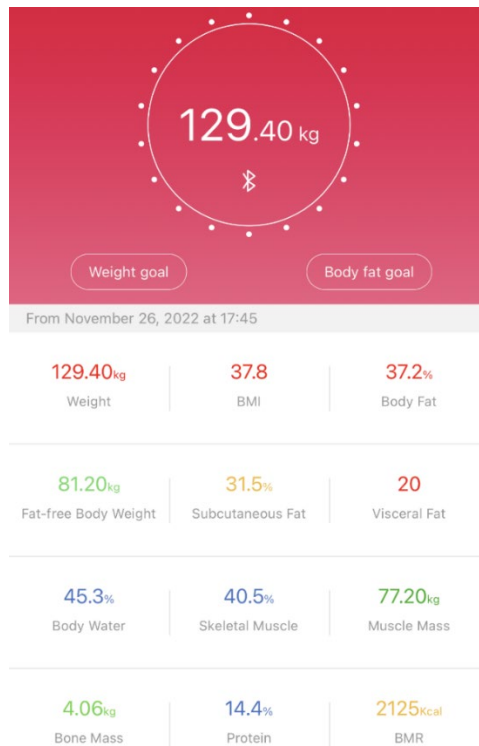 129.40 kg
Weight goal Body fat goal
From November 26, 2022 at 17:45
129.40kg 37.8 37.2%
Weight BMI Body Fat
81.20kg 31.5% 20
Fat-free Body Weight Subcutaneous Fat Visceral Fat
45.3% 40.5% 77.20kg
Body Water Skeletal Muscle Muscle Mass
4.06kg 14.4% 2125Kcal
Bone Mass Protein BMR